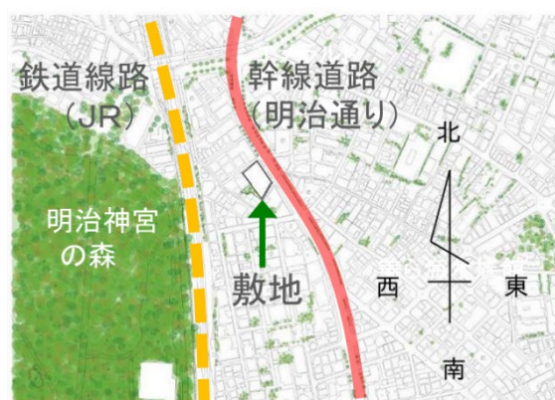 鉄道線路
(JR)
幹線道路
(明治通り)
北
明治神宮
の森
敷地
西
東
南